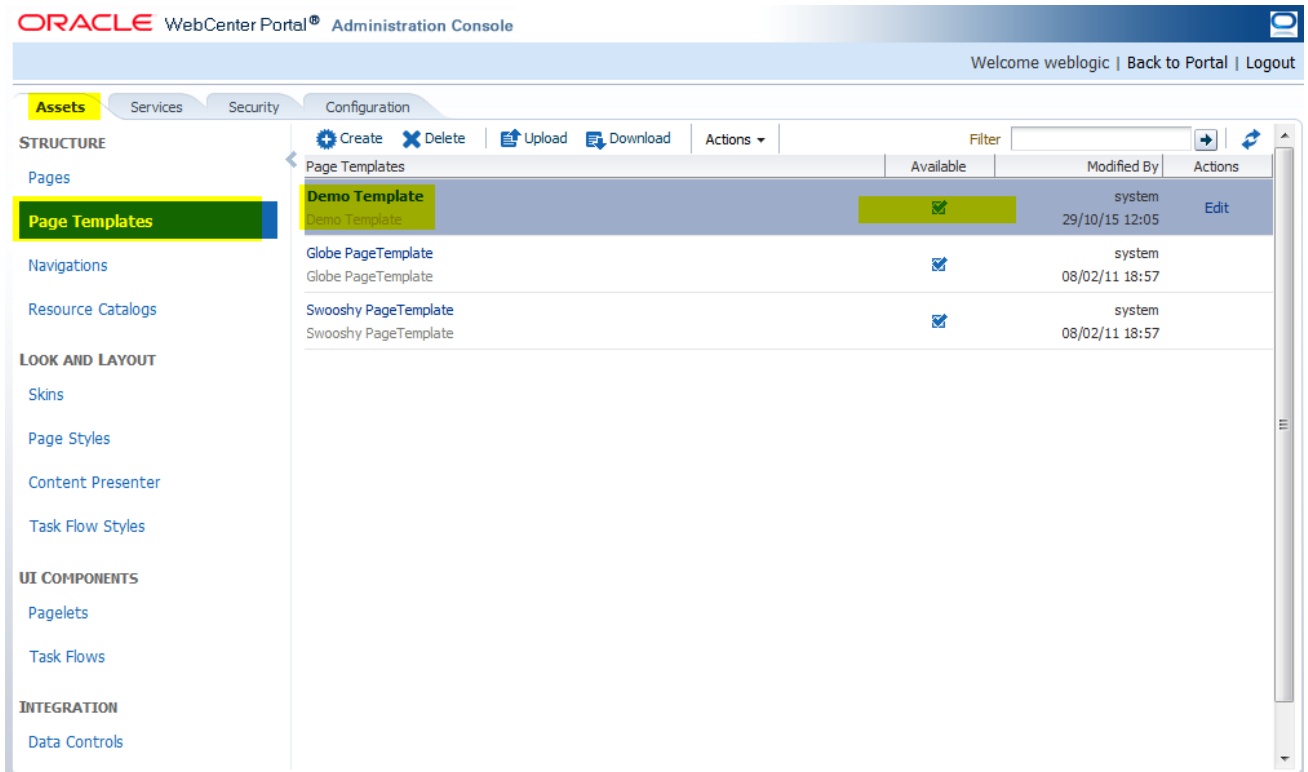 ORACLE WebCenter Portal® Administration Console
Welcome weblogic | Back to Portal | Logout
Assets Services Security Configuration
STRUCTURE
Pages
Page Templates
Navigations
Resource Catalogs
LOOK AND LAYOUT
Skins
Page Styles
Content Presenter
Task Flow Styles
UI COMPONENTS
Pagelets
Task Flows
INTEGRATION
Data Controls
Create Delete Upload Download Actions Filter
Page Templates Available Modified By Actions
Demo Template system
Demo Template 29/10/15 12:05 Edit
Globe PageTemplate system
Globe PageTemplate 08/02/11 18:57
Swooshy PageTemplate system
Swooshy PageTemplate 08/02/11 18:57